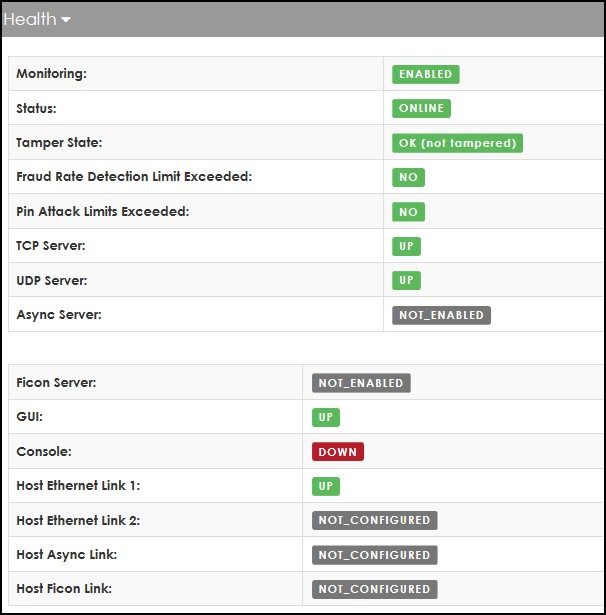 Health
Monitoring: ENABLED
Status: ONLINE
Tamper State: OK (not tampered)
Fraud Rate Detection Limit Exceeded: NO
Pin Attack Limits Exceeded: NO
TCP Server: UP
UDP Server: UP
Async Server: NOT_ENABLED
Ficon Server: NOT_ENABLED
GUI: UP
Console: DOWN
Host Ethernet Link 1: UP
Host Ethernet Link 2: NOT_CONFIGURED
Host Async Link: NOT_CONFIGURED
Host Ficon Link: NOT_CONFIGURED